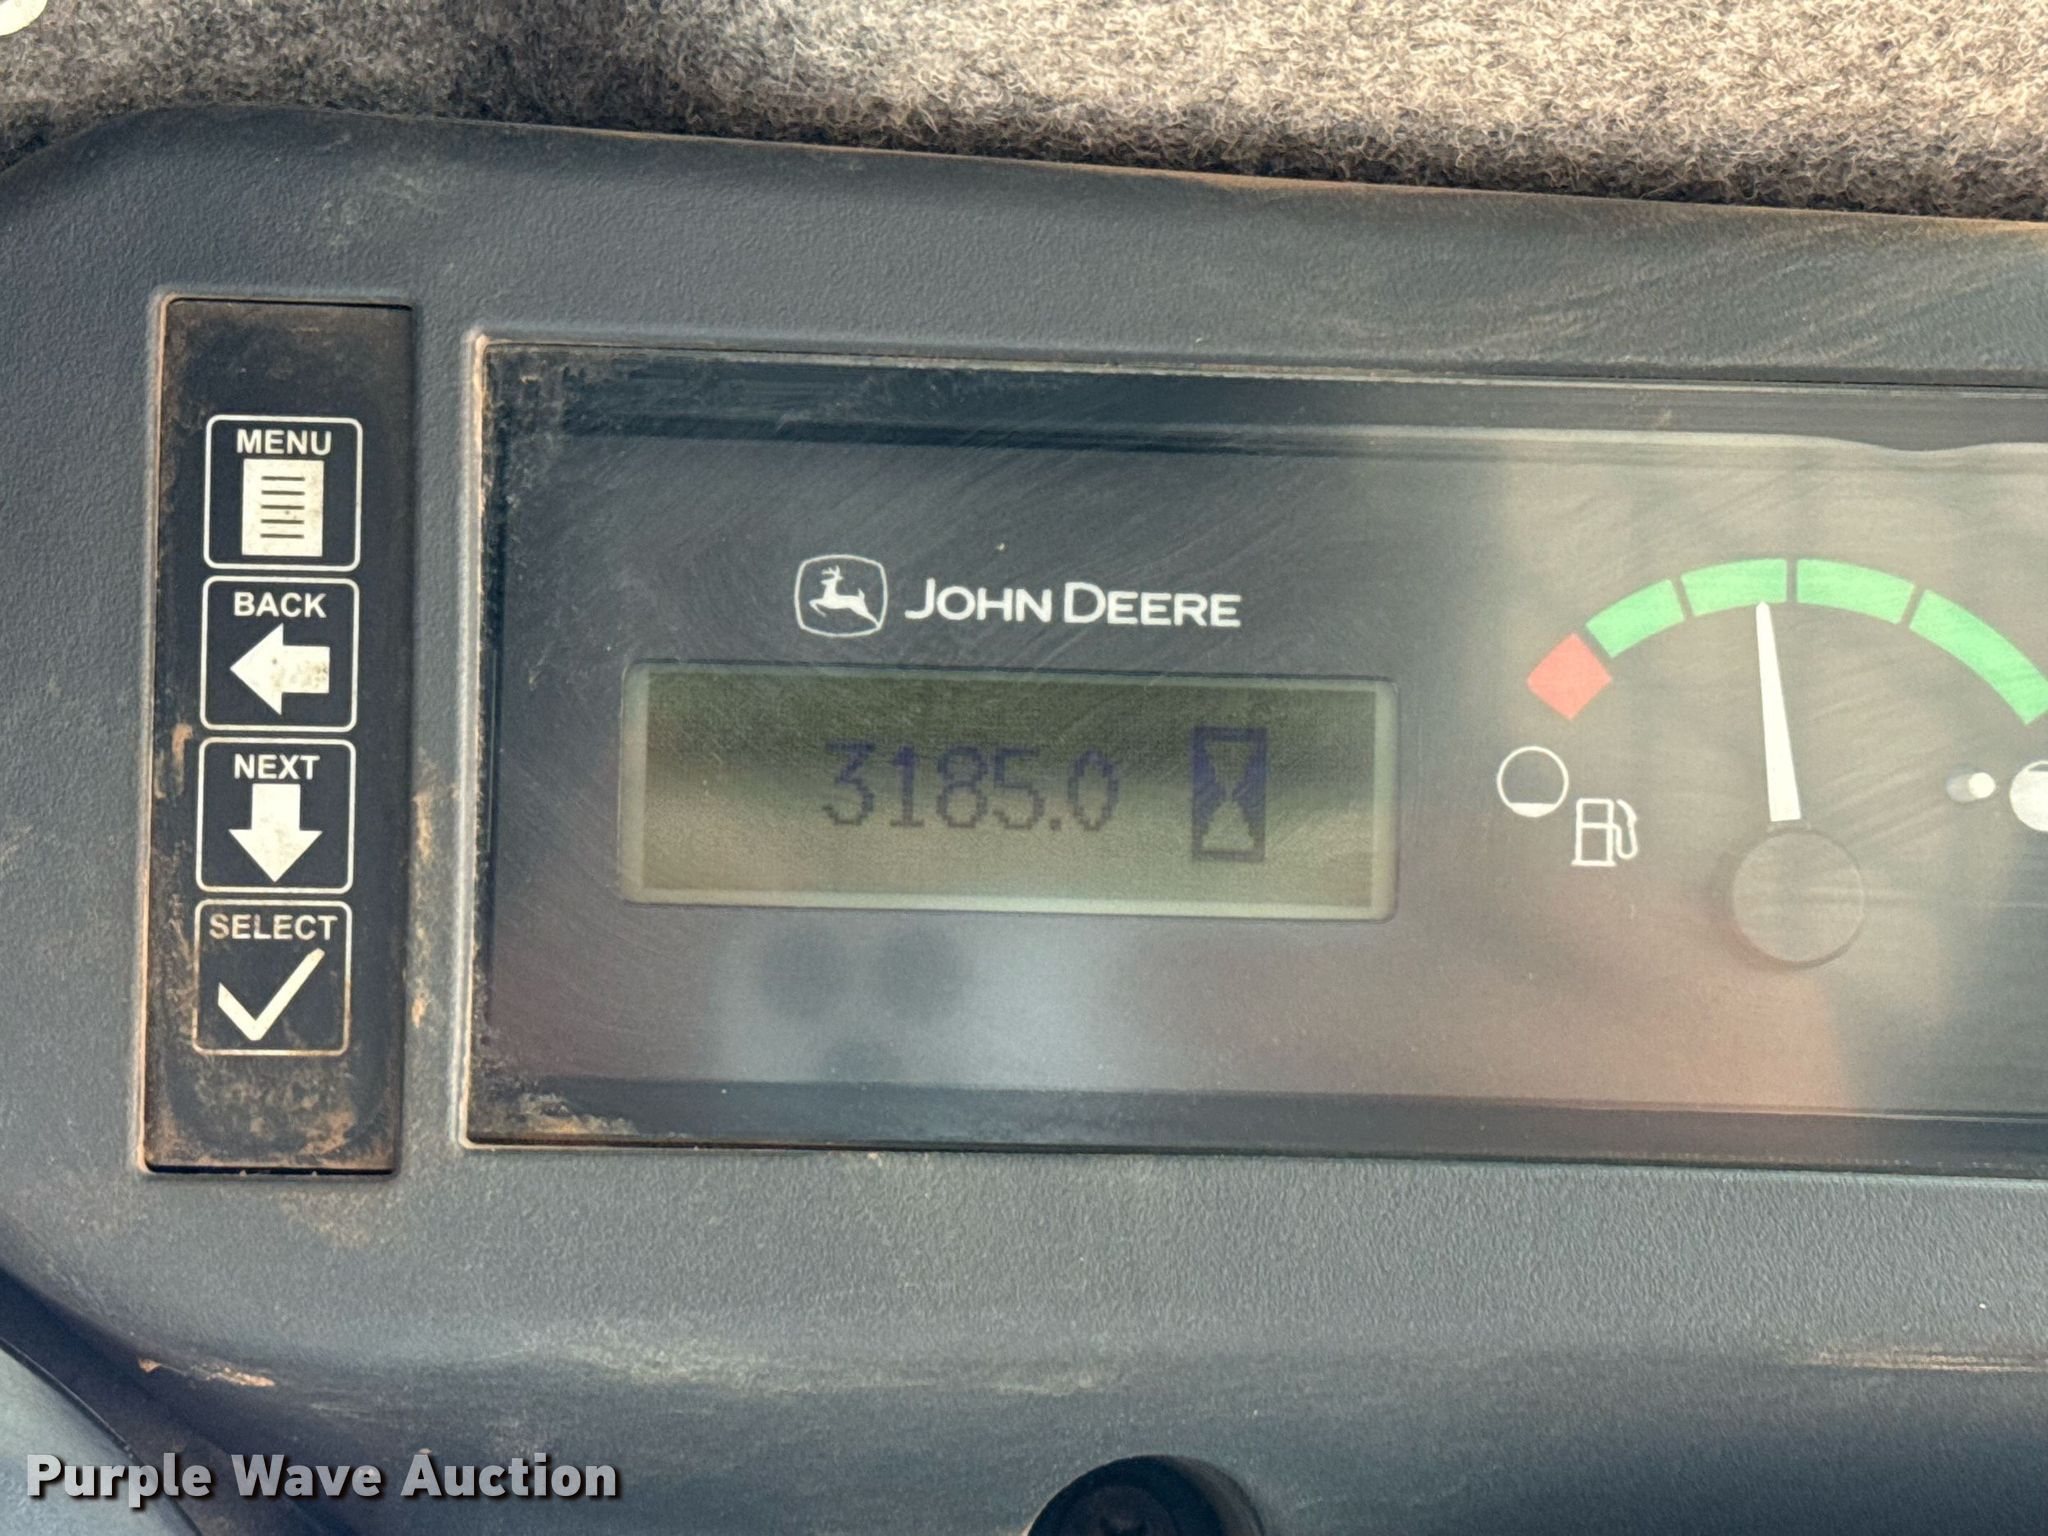 MENU
BACK
NEXT
SELECT
JOHN DEERE
3185.0
Purple Wave Auction